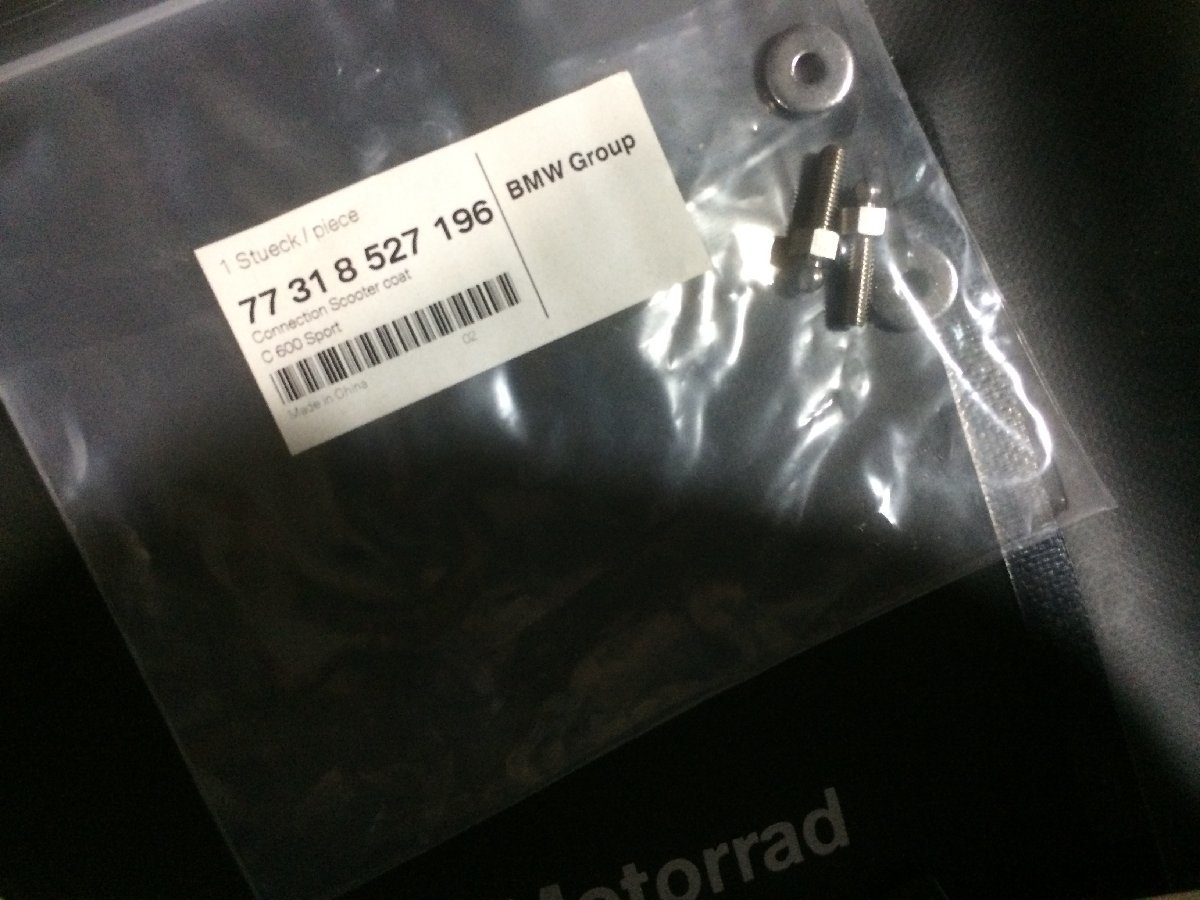 1 Stueck / piece
77 31 8 527 196
Connection Scooter coat
C 600 Sport
02
Made in China
BMW Group
Motorrad